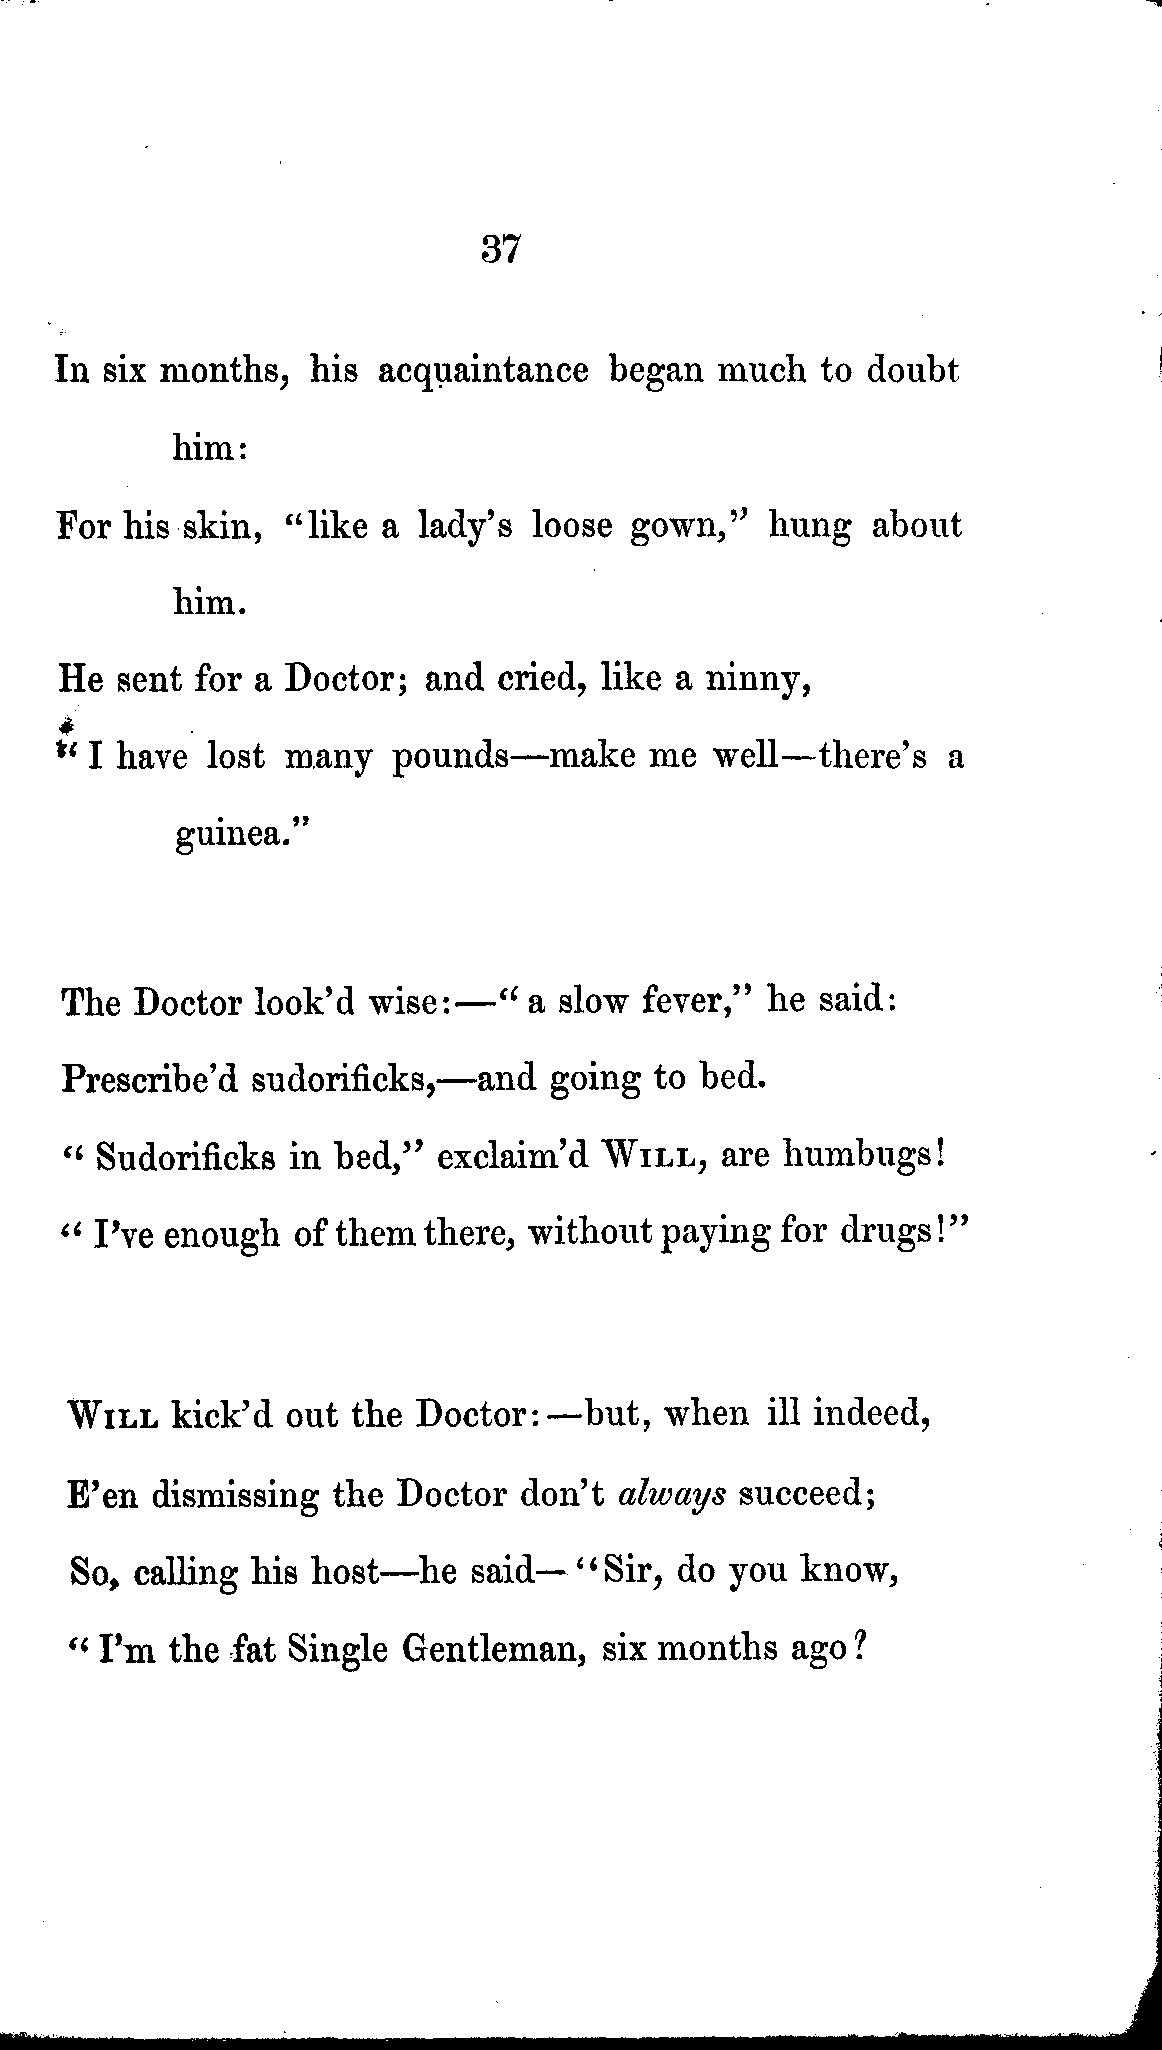 37
In six months, his acquaintance began much to doubt
him:
For his skin, "like a lady's loose gown," hung about
him.
He sent for a Doctor; and cried, like a ninny,
"I have lost many pounds—make me well—there's a
guinea."
The Doctor look'd wise:—"a slow fever," he said:
Prescribe'd sudorificks,—and going to bed.
"Sudorificks in bed," exclaim'd WILL, are humbugs!
"I've enough of them there, without paying for drugs!"
WILL kick'd out the Doctor:—but, when ill indeed,
E'en dismissing the Doctor don't always succeed;
So, calling his host—he said—"Sir, do you know,
"I'm the fat Single Gentleman, six months ago?